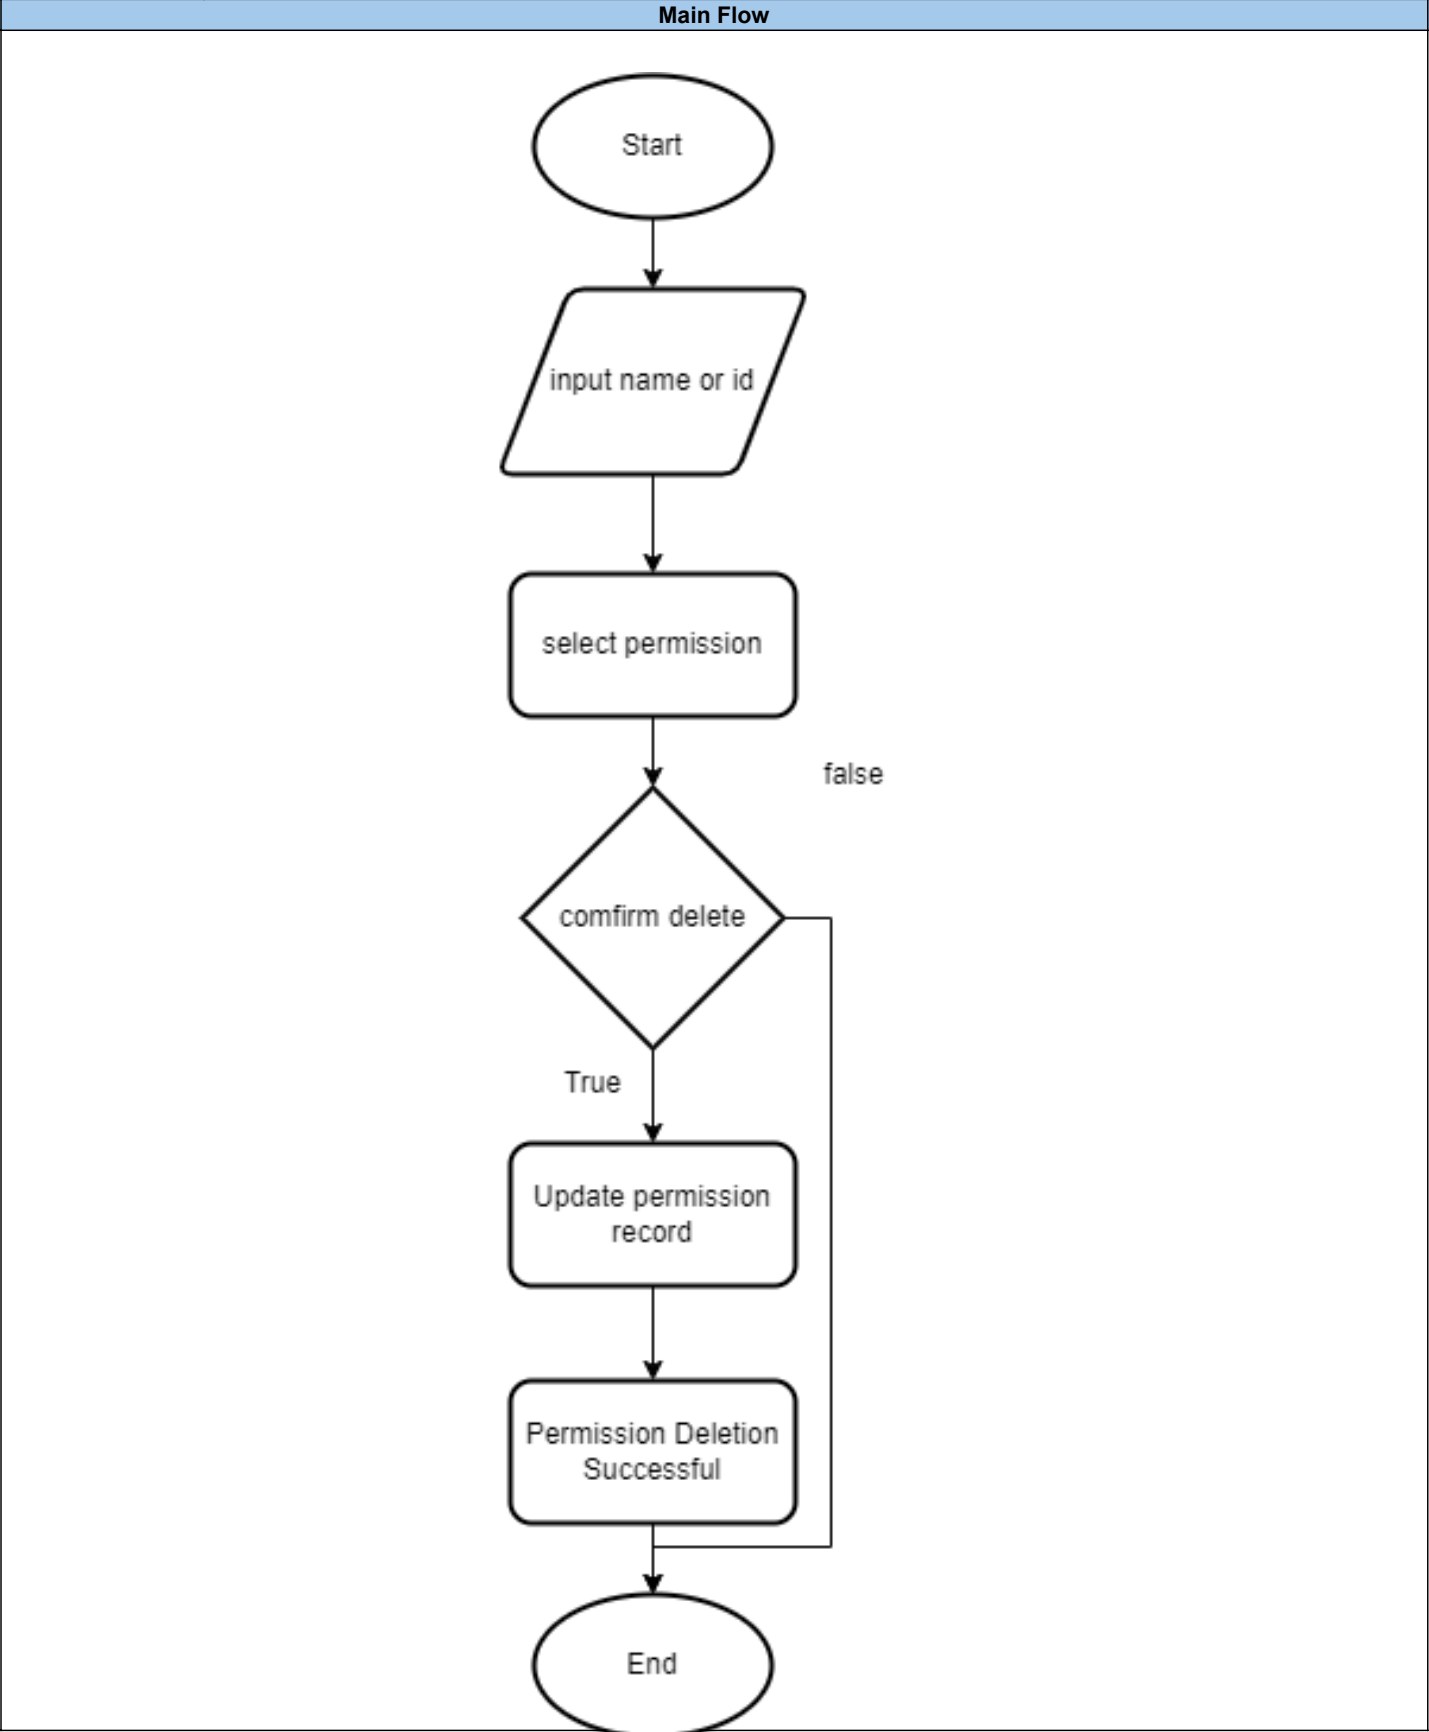 Main Flow
Start
input name or id
select permission
false
comfirm delete
True
Update permission
record
Permission Deletion
Successful
End